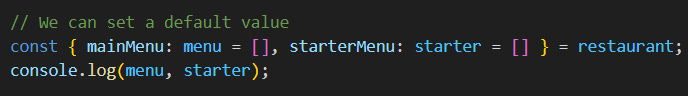 // We can set a default value
const { mainMenu: menu = [], starterMenu: starter = [] } = restaurant;
console.log(menu, starter);